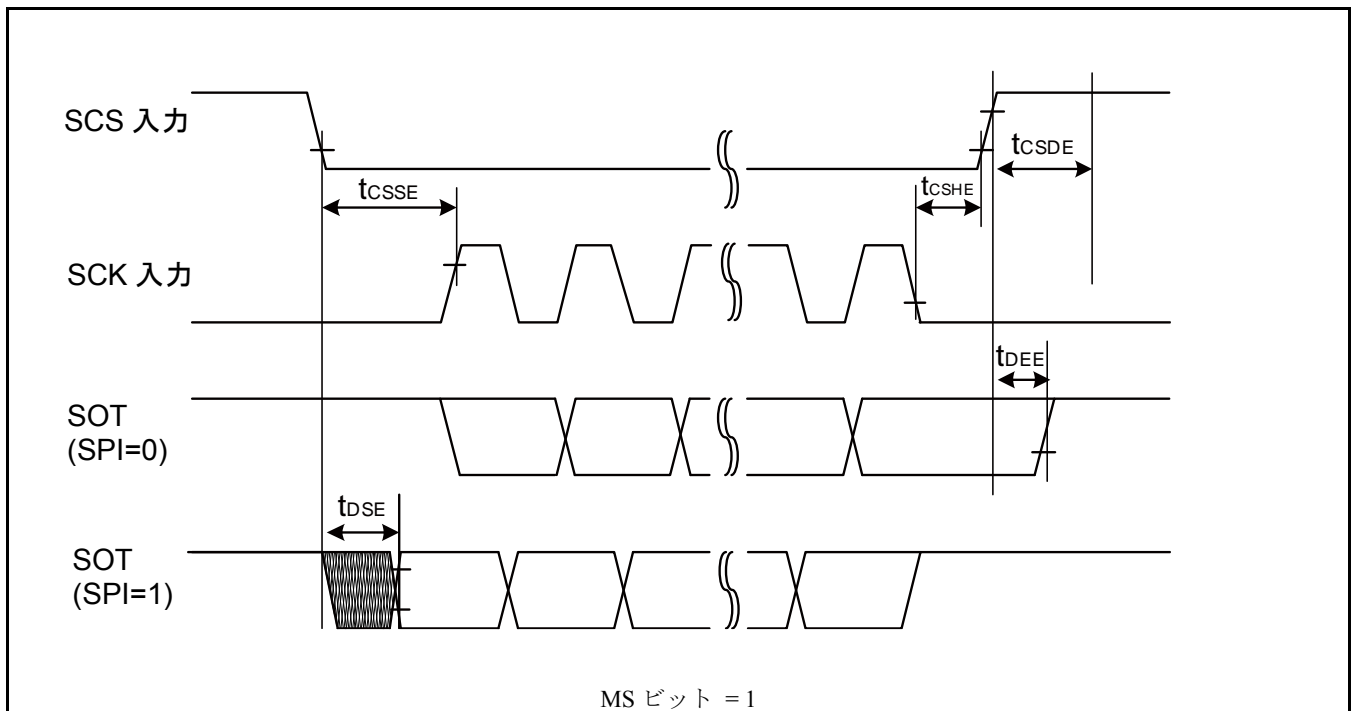 SCS 入力
tCSDE
tCSSE
tCSHE
SCK 入力
tDEE
SOT
(SPI=0)
tDSE
SOT
(SPI=1)
MS ビット = 1